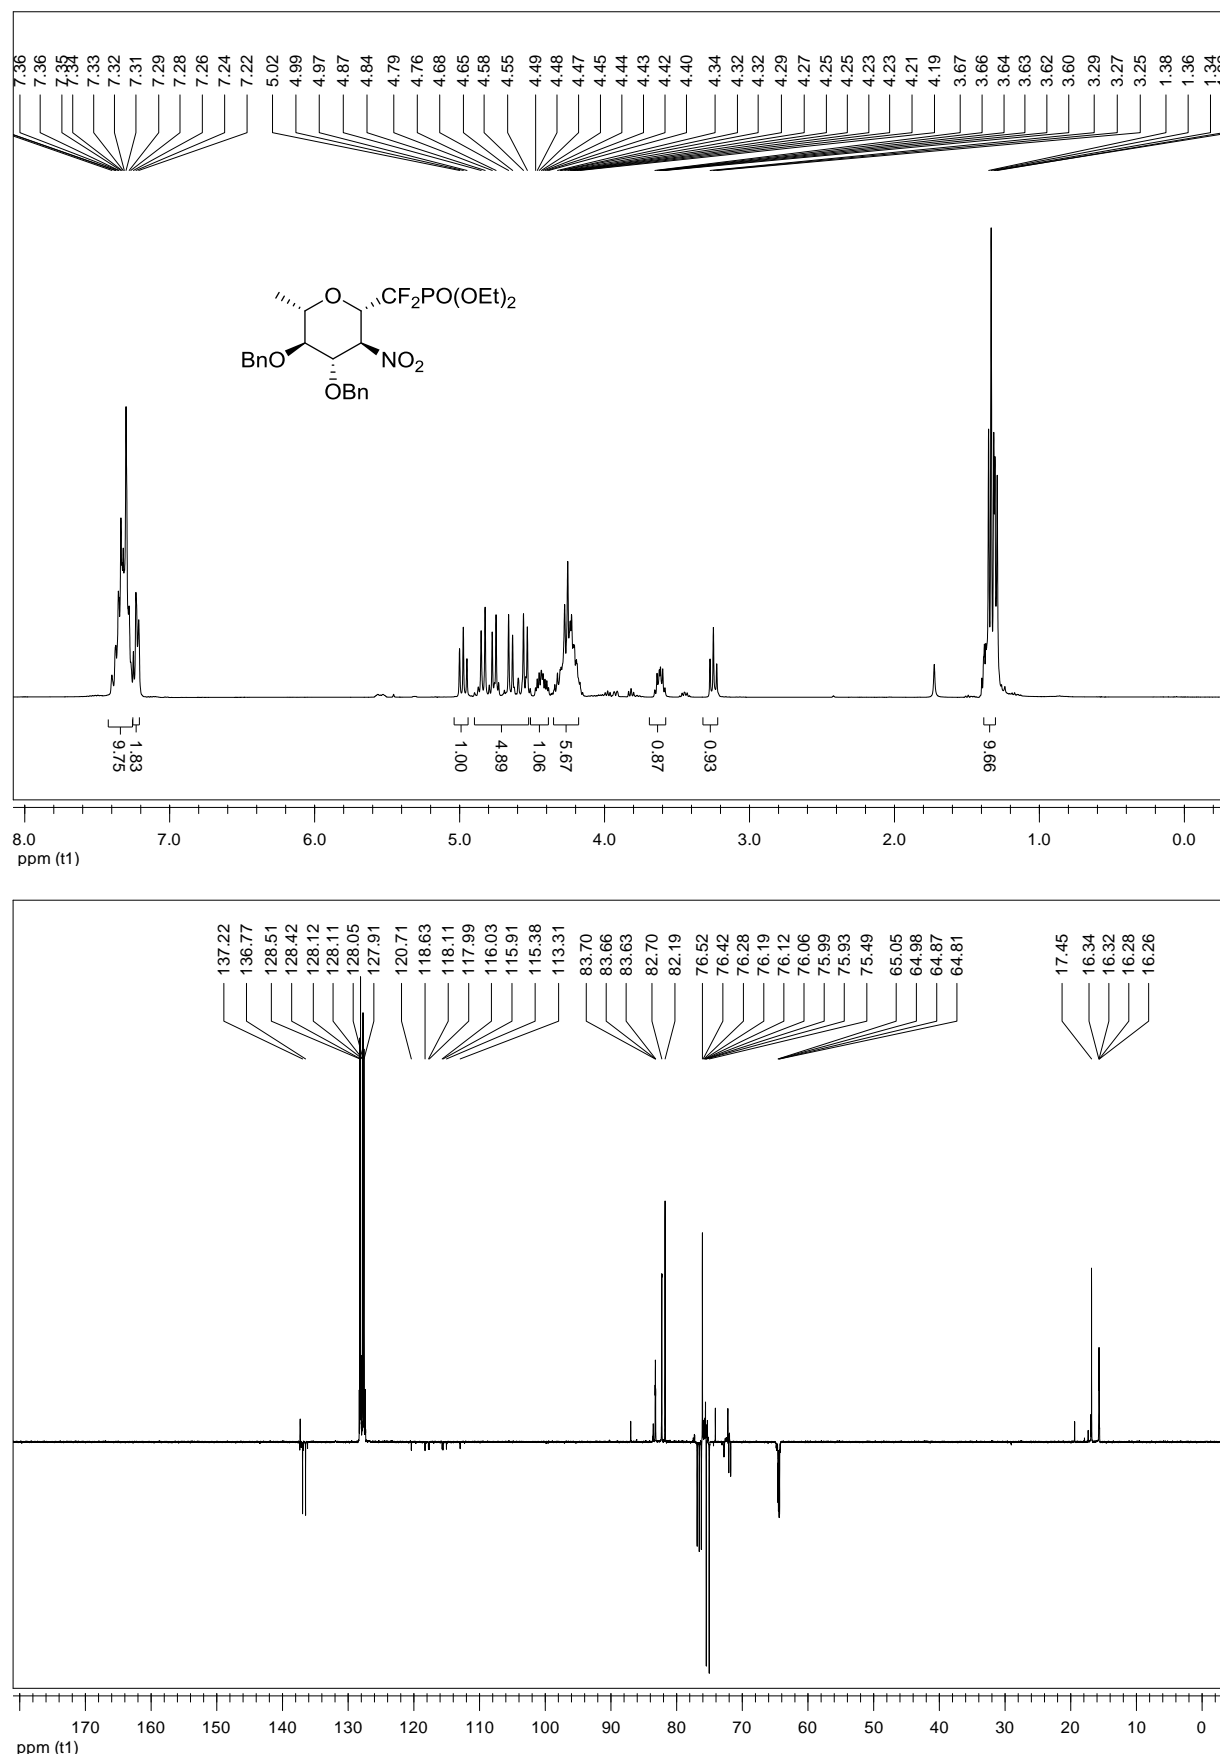 7.36 7.36 7.35 7.34 7.33 7.32 7.31 7.29 7.28 7.26 7.24 7.22 5.02 4.99 4.97 4.87 4.84 4.79 4.76 4.68 4.65 4.58 4.55 4.49 4.48 4.47 4.45 4.44 4.43 4.42 4.40 4.34 4.32 4.32 4.29 4.27 4.25 4.25 4.23 4.23 4.21 4.19 3.67 3.66 3.64 3.63 3.62 3.60 3.29 3.27 3.25 1.38 1.36 1.34
O CF2PO(OEt)2
BnO NO2
OBn
9.75 1.83 1.00 4.89 1.06 5.67 0.87 0.93 9.96
8.0 7.0 6.0 5.0 4.0 3.0 2.0 1.0 0.0
ppm (t1)
137.22 136.77 128.51 128.42 128.12 128.11 128.05 127.91 120.71 118.63 118.11 117.99 116.03 115.91 115.38 113.31 83.70 83.66 83.63 82.70 82.19 76.52 76.42 76.28 76.19 76.12 76.06 75.99 75.93 75.49 65.05 64.98 64.87 64.81 17.45 16.34 16.32 16.28 16.26
170 160 150 140 130 120 110 100 90 80 70 60 50 40 30 20 10 0
ppm (t1)